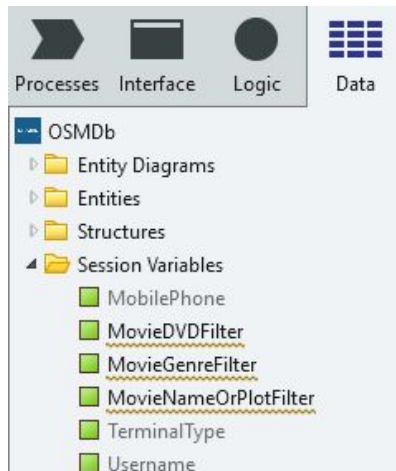 Processes Interface Logic Data
OSMDb
Entity Diagrams
Entities
Structures
Session Variables
MobilePhone
MovieDVDFilter
MovieGenreFilter
MovieNameOrPlotFilter
TerminalType
Username